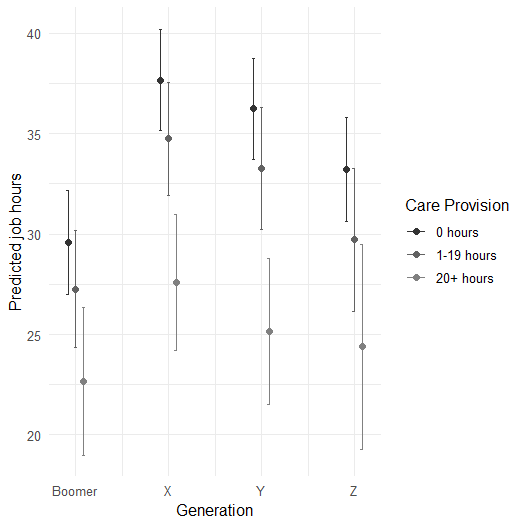 Predicted job hours
40
35
30
25
20
Boomer
X
Y
Z
Generation
Care Provision
0 hours
1-19 hours
20+ hours